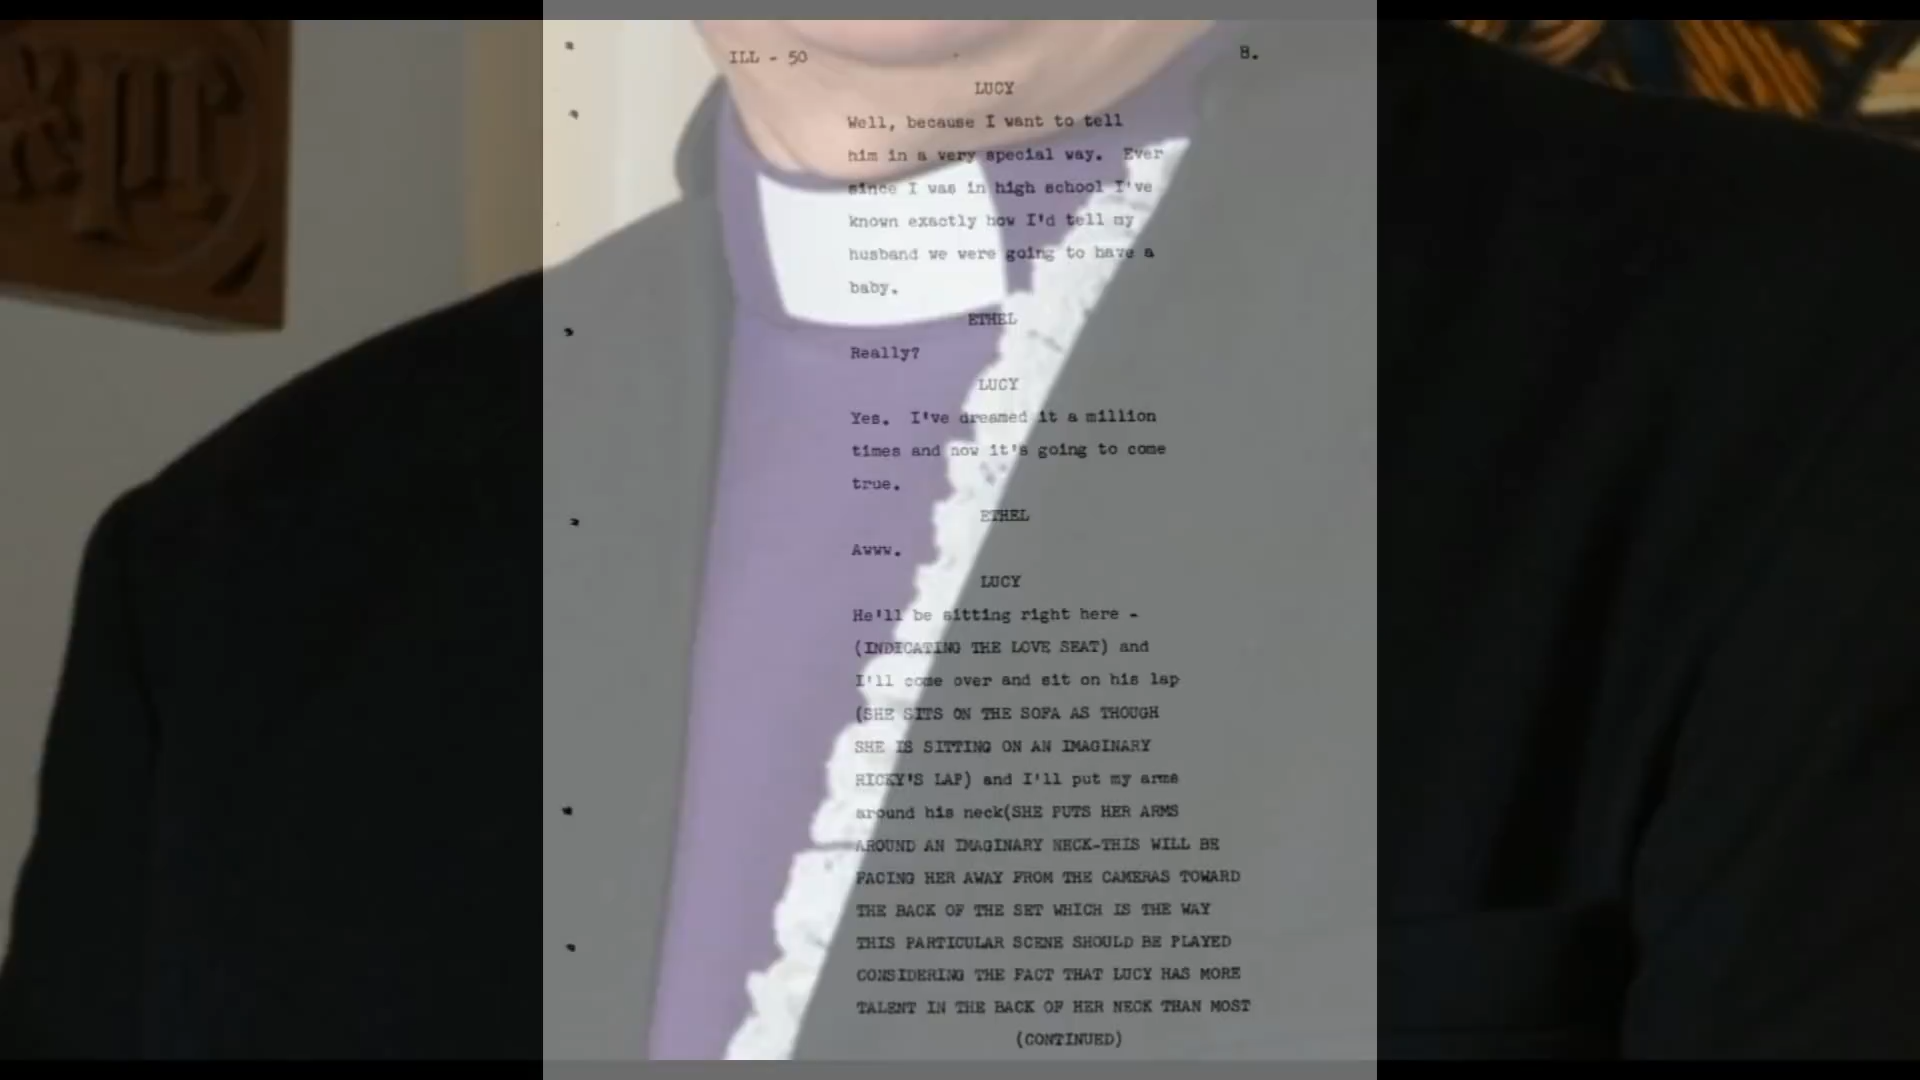 ILL - 50
8.
LUCY
Well, because I want to tell
him in a very special way. Ever
since I was in high school I've
known exactly how I'd tell my
husband we were going to have a
baby.
ETHEL
Really?
LUCY
Yes. I've dreamed it a million
times and now it's going to come
true.
ETHEL
Awww.
LUCY
He'll be sitting right here -
(INDICATING THE LOVE SEAT) and
I'll come over and sit on his lap
(SHE SITS ON THE SOFA AS THOUGH
SHE IS SITTING ON AN IMAGINARY
RICKY'S LAP) and I'll put my arms
around his neck(SHE PUTS HER ARMS
AROUND AN IMAGINARY NECK-THIS WILL BE
FACING HER AWAY FROM THE CAMERAS TOWARD
THE BACK OF THE SET WHICH IS THE WAY
THIS PARTICULAR SCENE SHOULD BE PLAYED
CONSIDERING THE FACT THAT LUCY HAS MORE
TALENT IN THE BACK OF HER NECK THAN MOST
(CONTINUED)